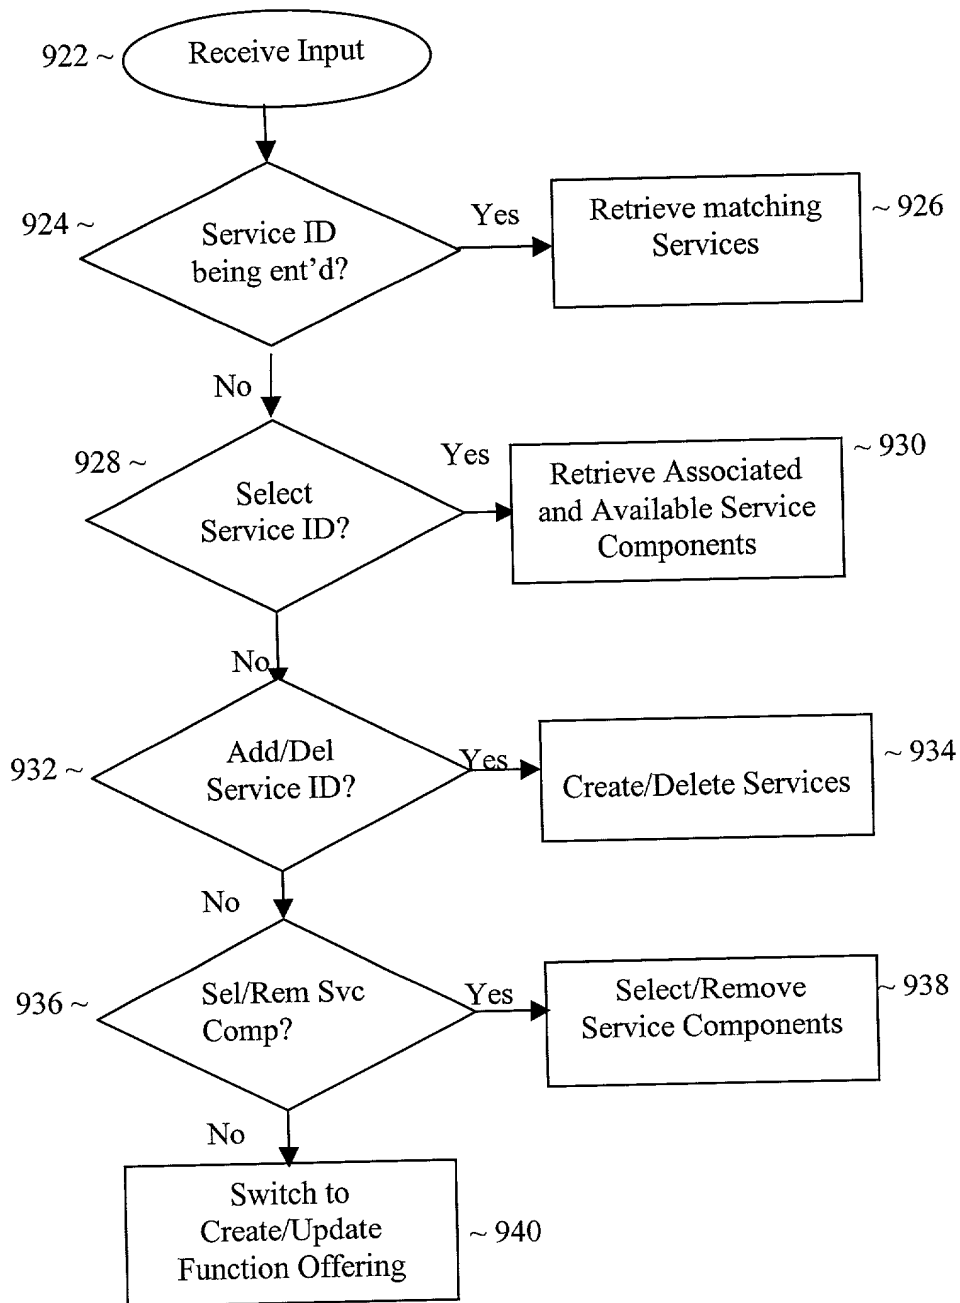 922 ~
Receive Input
924 ~
Service ID
being ent'd?
Yes
Retrieve matching
Services
~ 926
No
928 ~
Select
Service ID?
Yes
Retrieve Associated
and Available Service
Components
~ 930
No
932 ~
Add/Del
Service ID?
Yes
Create/Delete Services
~ 934
No
936 ~
Sel/Rem Svc
Comp?
Yes
Select/Remove
Service Components
~ 938
No
Switch to
Create/Update
Function Offering
~ 940